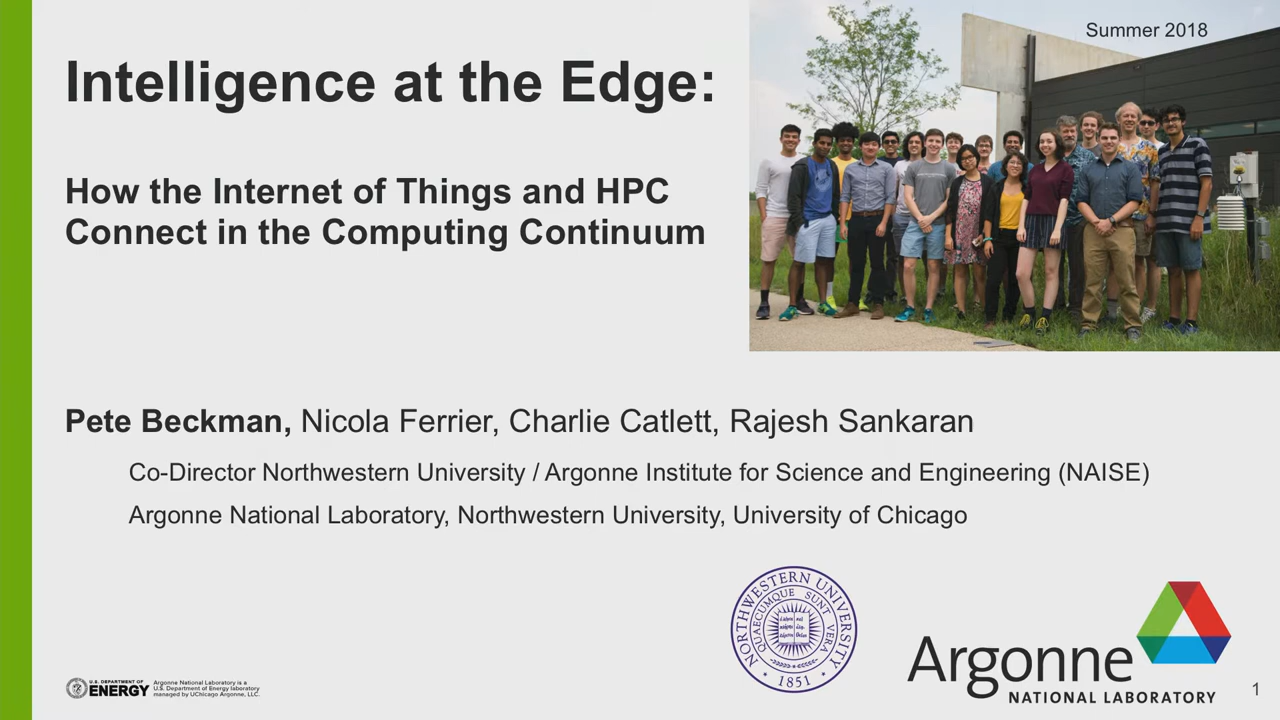 Summer 2018
Intelligence at the Edge:
How the Internet of Things and HPC
Connect in the Computing Continuum
Pete Beckman, Nicola Ferrier, Charlie Catlett, Rajesh Sankaran
Co-Director Northwestern University / Argonne Institute for Science and Engineering (NAISE)
Argonne National Laboratory, Northwestern University, University of Chicago
NORTHWESTERN UNIVERSITY
QUAECUMQUE SUNT VERA
1851
Argonne
NATIONAL LABORATORY
U.S. DEPARTMENT OF
ENERGY
Argonne National Laboratory is a
U.S. Department of Energy laboratory
managed by UChicago Argonne, LLC.
1